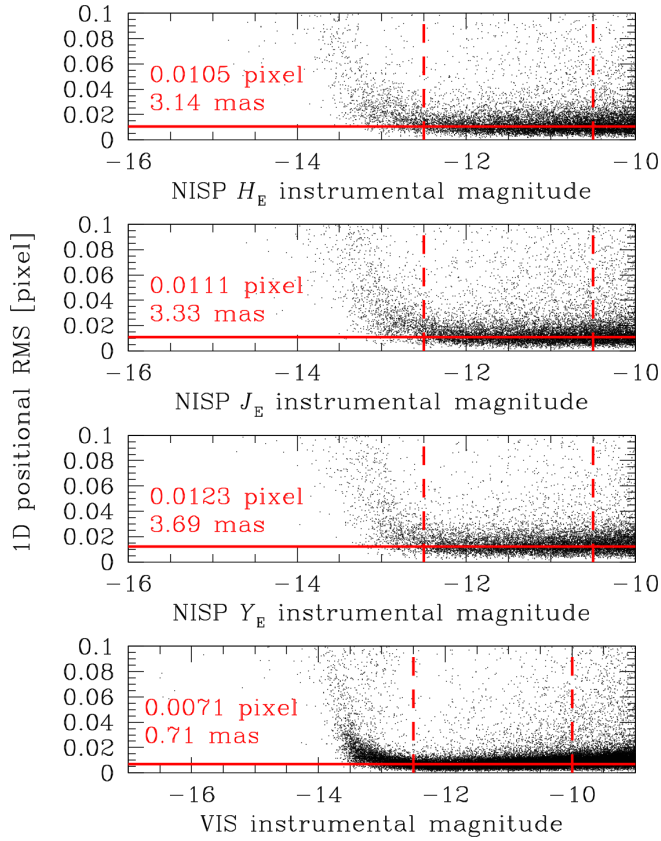 1D positional RMS [pixel]
0.1
0.08
0.06
0.04
0.02
0
0.0105 pixel
3.14 mas
−16 −14 −12 −10
NISP H_E instrumental magnitude
0.1
0.08
0.06
0.04
0.02
0
0.0111 pixel
3.33 mas
−16 −14 −12 −10
NISP J_E instrumental magnitude
0.1
0.08
0.06
0.04
0.02
0
0.0123 pixel
3.69 mas
−16 −14 −12 −10
NISP Y_E instrumental magnitude
0.1
0.08
0.06
0.04
0.02
0
0.0071 pixel
0.71 mas
−16 −14 −12 −10
VIS instrumental magnitude